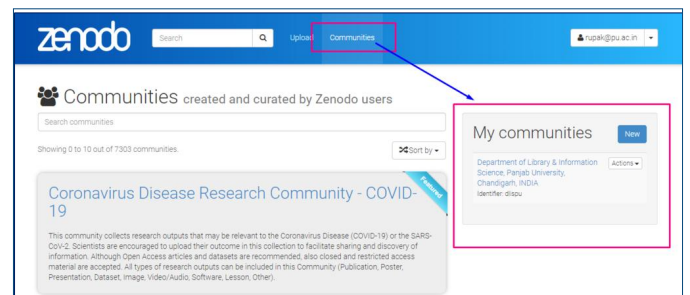 zenodo
Search
Upload
Communities
rupak@pu.ac.in
Communities created and curated by Zenodo users
Search communities
Showing 0 to 10 out of 7303 communities.
Sort by
Featured
Coronavirus Disease Research Community - COVID-
19
This community collects research outputs that may be relevant to the Coronavirus Disease (COVID-19) or the SARS-
CoV-2. Scientists are encouraged to upload their outcome in this collection to facilitate sharing and discovery of
information. Although Open Access articles and datasets are recommended, also closed and restricted access
material are accepted. All types of research outputs can be included in this Community (Publication, Poster,
Presentation, Dataset, Image, Video/Audio, Software, Lesson, Other).
My communities
New
Department of Library & Information
Science, Panjab University,
Chandigarh, INDIA
Actions
Identifier: dlispu